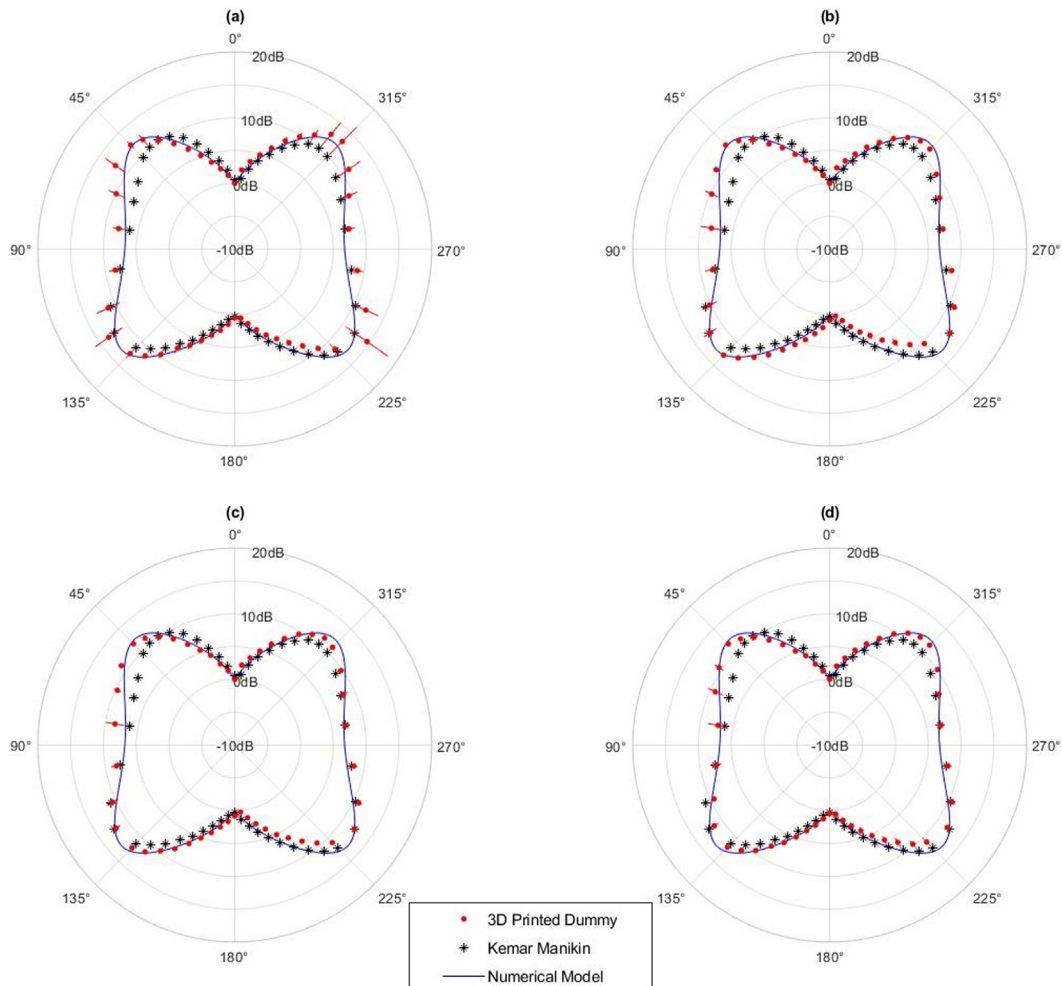 (a)
0°
20dB
45°
315°
10dB
0dB
90°
-10dB
270°
135°
225°
180°
(b)
0°
20dB
45°
315°
10dB
0dB
90°
-10dB
270°
135°
225°
180°
(c)
0°
20dB
45°
315°
10dB
0dB
90°
-10dB
270°
135°
225°
180°
(d)
0°
20dB
45°
315°
10dB
0dB
90°
-10dB
270°
135°
225°
180°
3D Printed Dummy
Kemar Manikin
Numerical Model